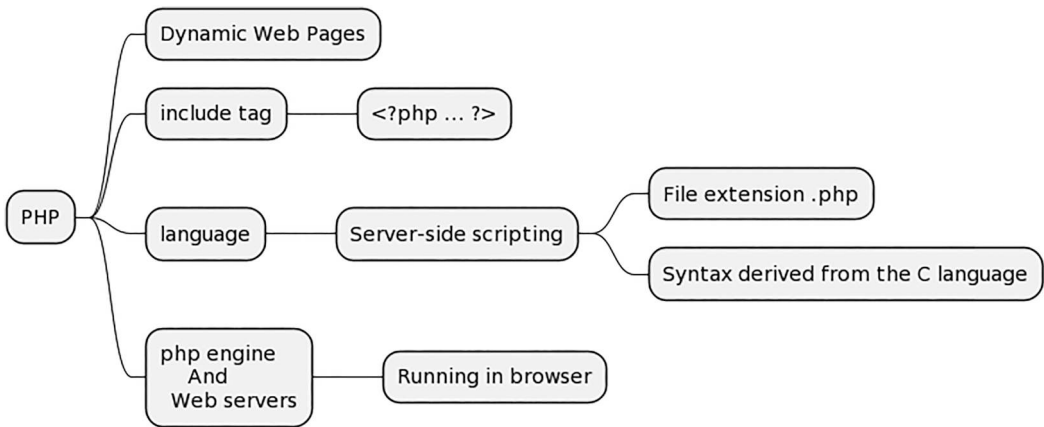 Dynamic Web Pages
include tag
<?php ... ?>
PHP
language
Server-side scripting
File extension .php
Syntax derived from the C language
php engine
And
Web servers
Running in browser